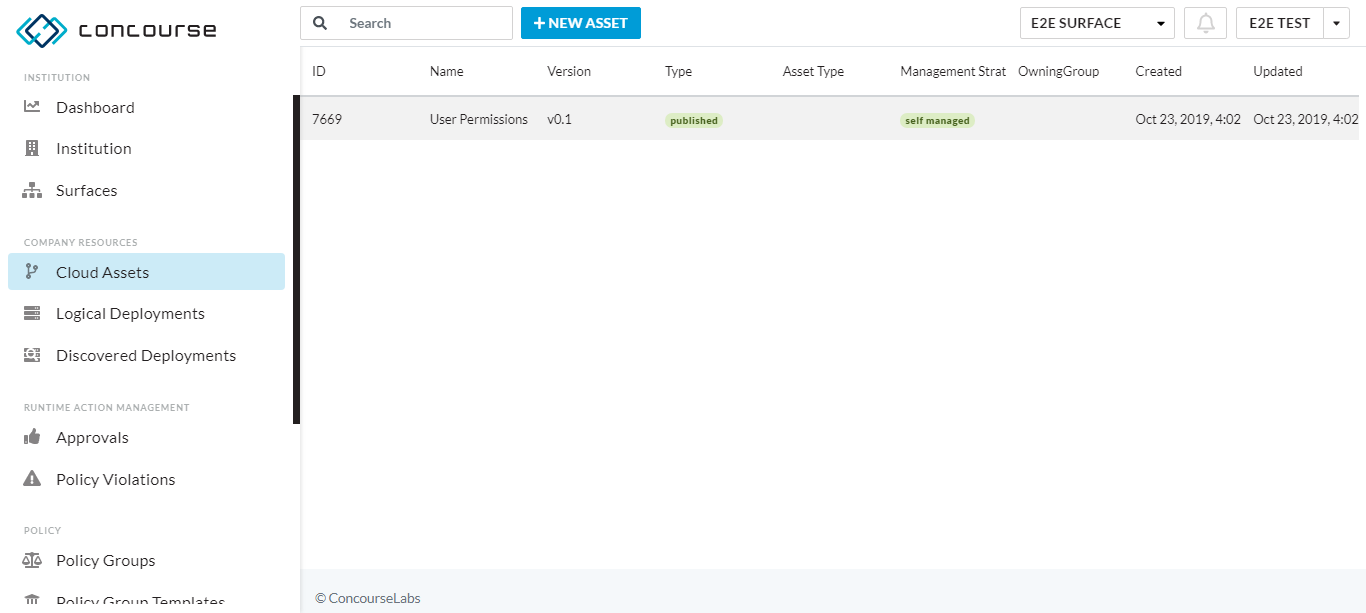 concourse
Search
+ NEW ASSET
E2E SURFACE
E2E TEST
INSTITUTION
Dashboard
Institution
Surfaces
COMPANY RESOURCES
Cloud Assets
Logical Deployments
Discovered Deployments
RUNTIME ACTION MANAGEMENT
Approvals
Policy Violations
POLICY
Policy Groups
Policy Group Templates
ID Name Version Type Asset Type Management Strat OwningGroup Created Updated
7669 User Permissions v0.1 published self managed Oct 23, 2019, 4:02 Oct 23, 2019, 4:02
© ConcourseLabs